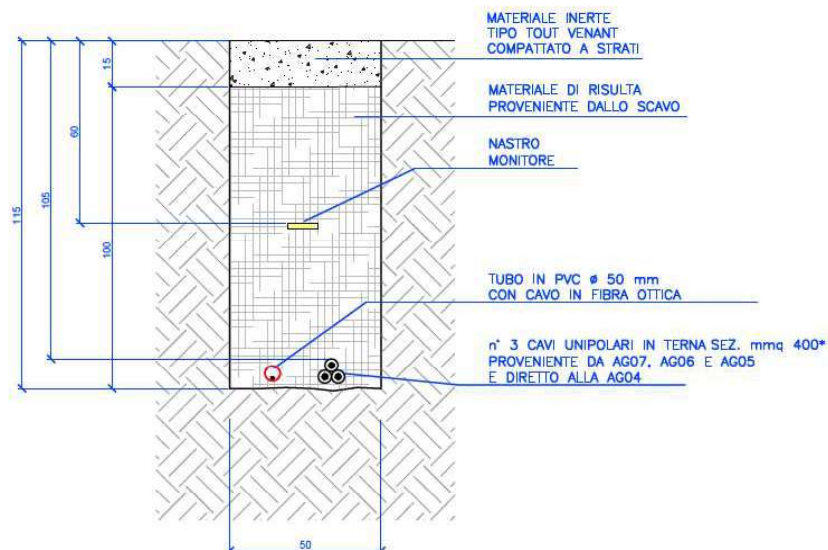 MATERIALE INERTE
TIPO TOUT VENANT
COMPATTATO A STRATI
15
MATERIALE DI RISULTA
PROVENIENTE DALLO SCAVO
60
NASTRO
MONITORE
105
115
100
TUBO IN PVC ø 50 mm
CON CAVO IN FIBRA OTTICA
n° 3 CAVI UNIPOLARI IN TERNA SEZ. mmq 400*
PROVENIENTE DA AG07, AG06 E AG05
E DIRETTO ALLA AG04
50